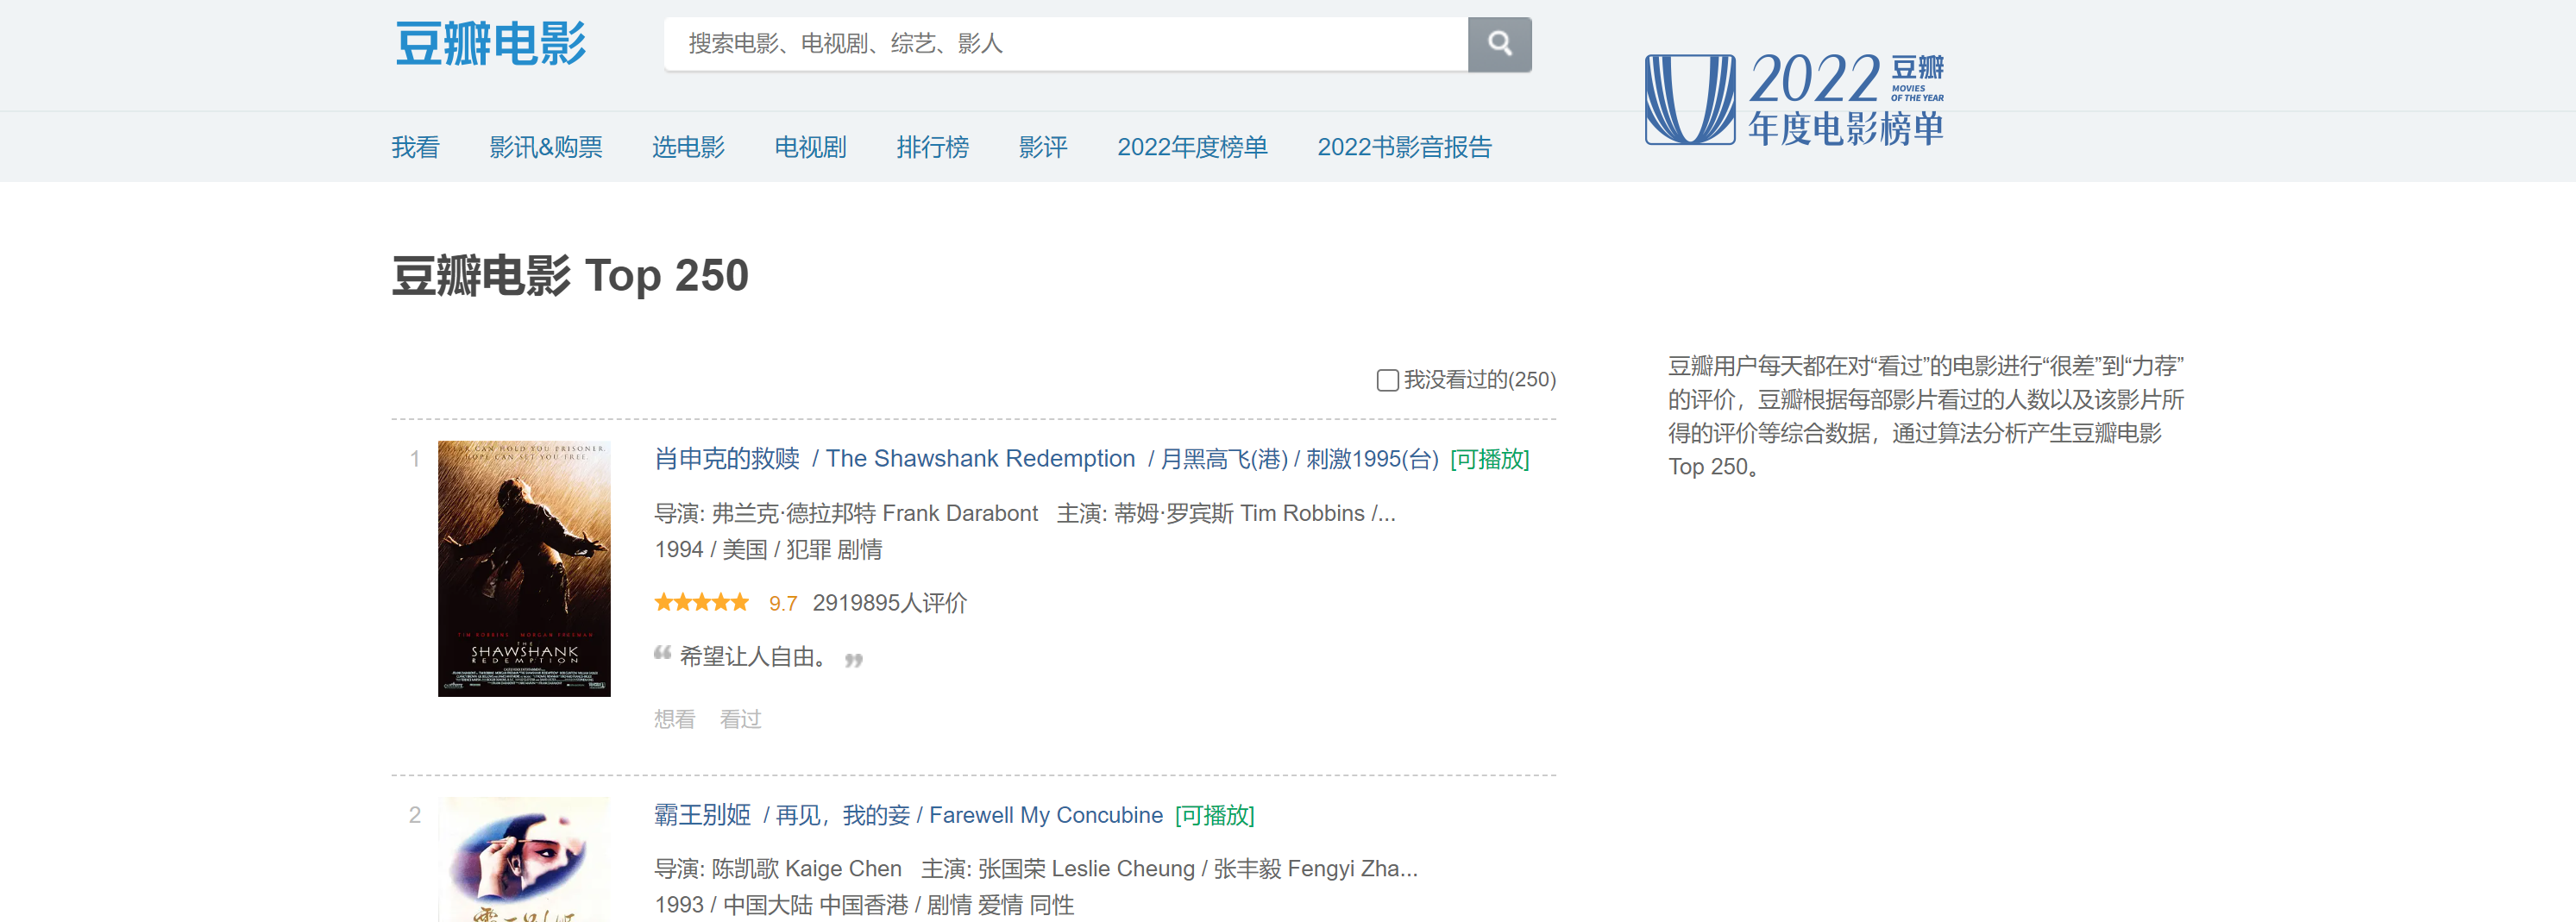 豆瓣电影
搜索电影、电视剧、综艺、影人
2022 豆瓣
MOVIES
OF THE YEAR
年度电影榜单
我看 影讯&购票 选电影 电视剧 排行榜 影评 2022年度榜单 2022书影音报告
豆瓣电影 Top 250
我没看过的(250)
豆瓣用户每天都在对“看过”的电影进行“很差”到“力荐”
的评价，豆瓣根据每部影片看过的人数以及该影片所
得的评价等综合数据，通过算法分析产生豆瓣电影
Top 250。
1
FEAR CAN HOLD YOU PRISONER.
HOPE CAN SET YOU FREE.
TIM ROBBINS MORGAN FREEMAN
THE
SHAWSHANK
REDEMPTION
肖申克的救赎 / The Shawshank Redemption / 月黑高飞(港) / 刺激1995(台) [可播放]
导演: 弗兰克·德拉邦特 Frank Darabont 主演: 蒂姆·罗宾斯 Tim Robbins /...
1994 / 美国 / 犯罪 剧情
9.7 2919895人评价
“ 希望让人自由。 ”
想看 看过
2
霸王别姬 / 再见，我的妾 / Farewell My Concubine [可播放]
导演: 陈凯歌 Kaige Chen 主演: 张国荣 Leslie Cheung / 张丰毅 Fengyi Zha...
1993 / 中国大陆 中国香港 / 剧情 爱情 同性